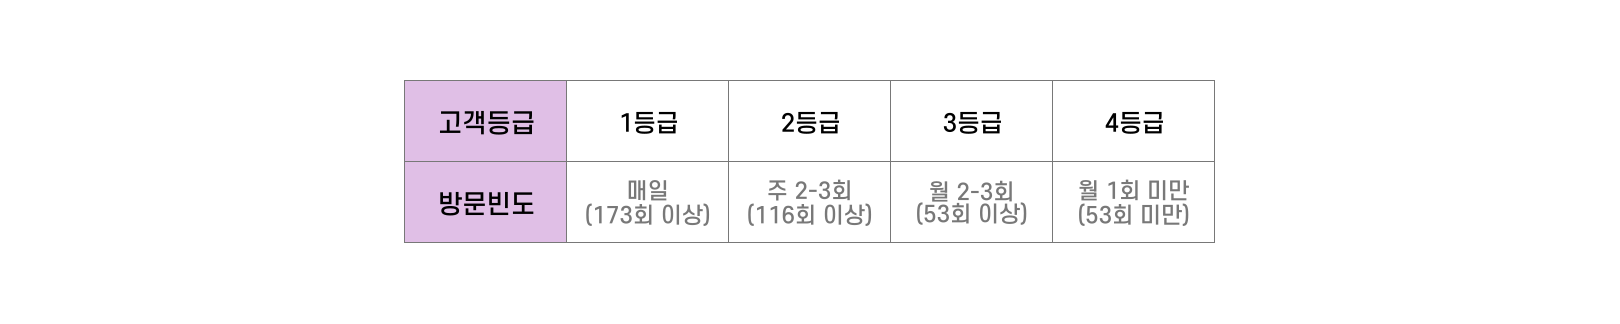 고객등급 1등급 2등급 3등급 4등급
방문빈도
매일
(173회 이상)
주 2-3회
(116회 이상)
월 2-3회
(53회 이상)
월 1회 미만
(53회 미만)